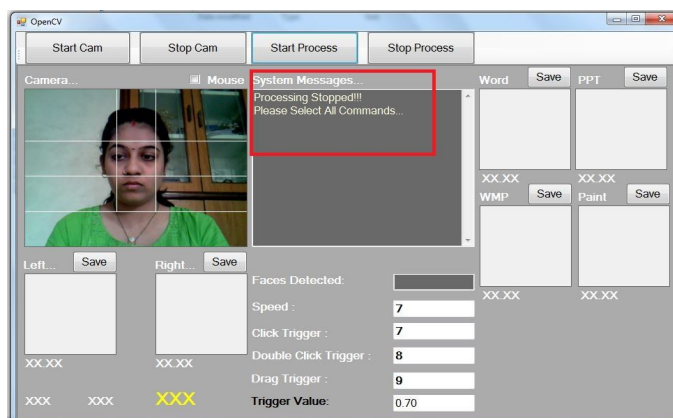 OpenCV
Start Cam Stop Cam Start Process Stop Process
Camera... Mouse System Messages... Word Save PPT Save
Processing Stopped!!!
Please Select All Commands...
XX.XX XX.XX
WMP Save Paint Save
Left... Save Right... Save
Faces Detected:
XX.XX XX.XX
Speed : 7
Click Trigger : 7
Double Click Trigger : 8
XX.XX XX.XX
Drag Trigger : 9
XXX XXX XXX Trigger Value: 0.70